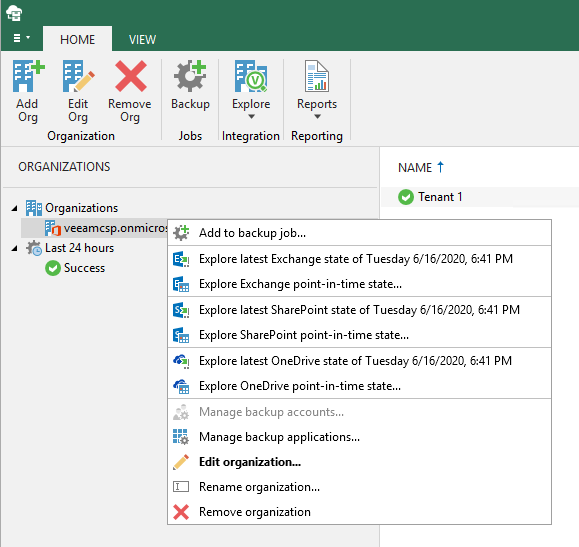 HOME VIEW
Add Org
Edit Org
Remove Org
Backup
Explore
Reports
Organization Jobs Integration Reporting
ORGANIZATIONS
NAME
Organizations
Tenant 1
veeamcsp.onmicros
Last 24 hours
Success
Add to backup job...
Explore latest Exchange state of Tuesday 6/16/2020, 6:41 PM
Explore Exchange point-in-time state...
Explore latest SharePoint state of Tuesday 6/16/2020, 6:41 PM
Explore SharePoint point-in-time state...
Explore latest OneDrive state of Tuesday 6/16/2020, 6:41 PM
Explore OneDrive point-in-time state...
Manage backup accounts...
Manage backup applications...
Edit organization...
Rename organization...
Remove organization